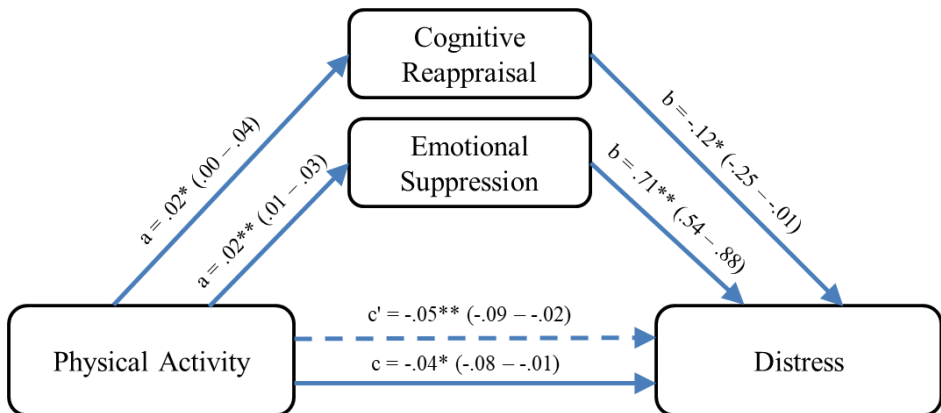 Cognitive
Reappraisal
Emotional
Suppression
a = .02* (.00 – .04)
a = .02** (.01 – .03)
b = -.12* (-.25 – -.01)
b = .71** (.54 – .88)
Physical Activity
c' = -.05** (-.09 – -.02)
c = -.04* (-.08 – -.01)
Distress